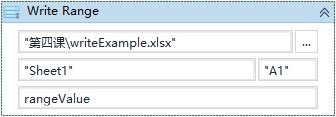 Write Range
"第四课\writeExample.xlsx"
...
"Sheet1" "A1"
rangeValue